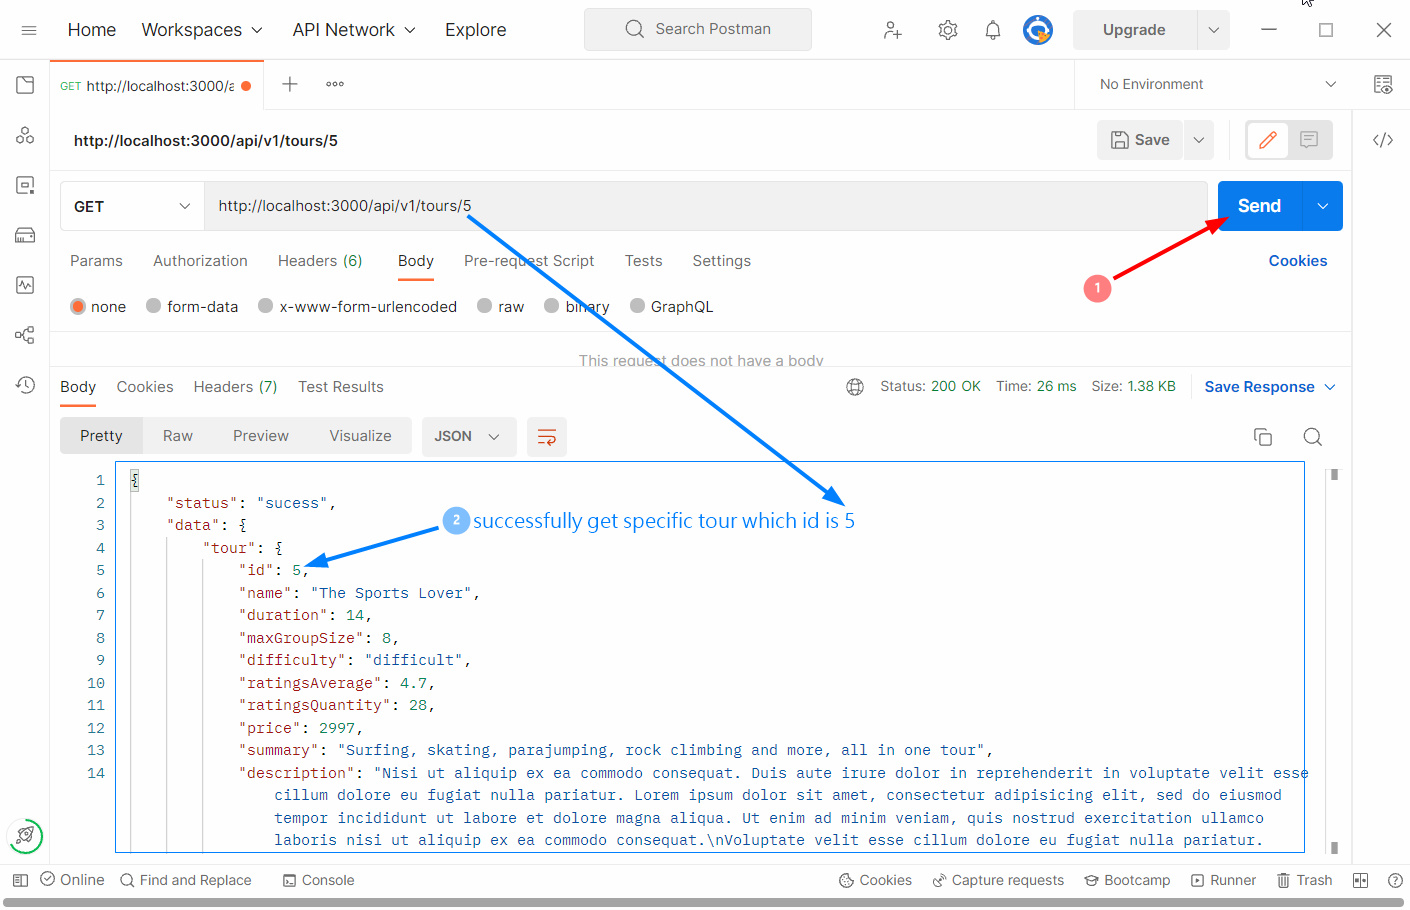 Home Workspaces API Network Explore Search Postman Upgrade
GET http://localhost:3000/a No Environment
http://localhost:3000/api/v1/tours/5 Save
GET http://localhost:3000/api/v1/tours/5 Send
Params Authorization Headers (6) Body Pre-request Script Tests Settings Cookies
1
none form-data x-www-form-urlencoded raw binary GraphQL
This request does not have a body
Body Cookies Headers (7) Test Results Status: 200 OK Time: 26 ms Size: 1.38 KB Save Response
Pretty Raw Preview Visualize JSON
1 {
2 "status": "sucess",
2 successfully get specific tour which id is 5
3 "data": {
4 "tour": {
5 "id": 5,
6 "name": "The Sports Lover",
7 "duration": 14,
8 "maxGroupSize": 8,
9 "difficulty": "difficult",
10 "ratingsAverage": 4.7,
11 "ratingsQuantity": 28,
12 "price": 2997,
13 "summary": "Surfing, skating, parajumping, rock climbing and more, all in one tour",
14 "description": "Nisi ut aliquip ex ea commodo consequat. Duis aute irure dolor in reprehenderit in voluptate velit esse
cillum dolore eu fugiat nulla pariatur. Lorem ipsum dolor sit amet, consectetur adipisicing elit, sed do eiusmod
tempor incididunt ut labore et dolore magna aliqua. Ut enim ad minim veniam, quis nostrud exercitation ullamco
laboris nisi ut aliquip ex ea commodo consequat.\nVoluptate velit esse cillum dolore eu fugiat nulla pariatur.
Online Find and Replace Console Cookies Capture requests Bootcamp Runner Trash